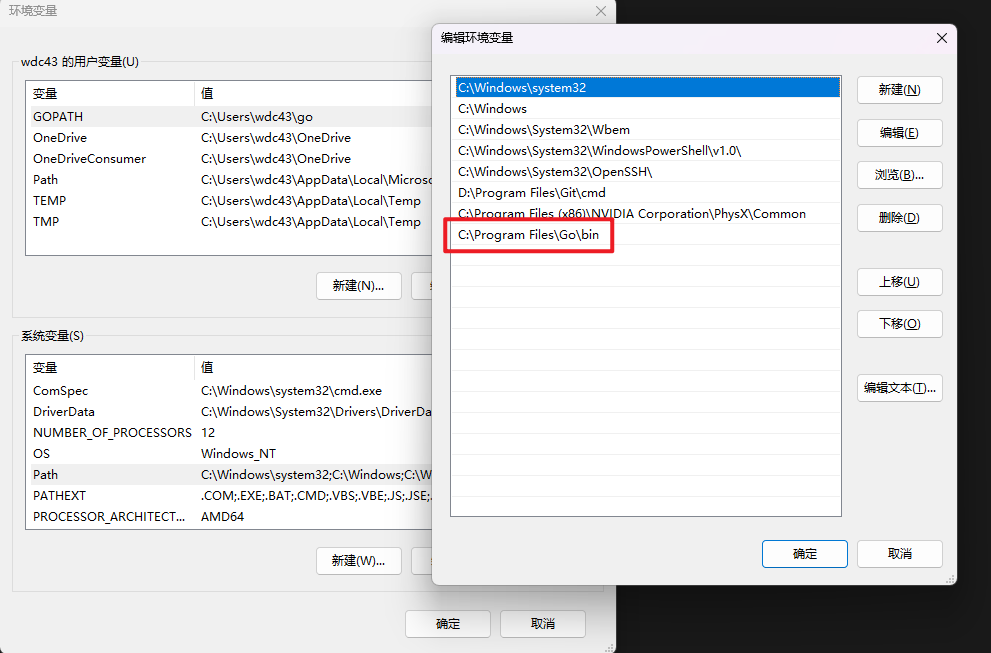 环境变量
wdc43 的用户变量(U)
变量 值
GOPATH C:\Users\wdc43\go
OneDrive C:\Users\wdc43\OneDrive
OneDriveConsumer C:\Users\wdc43\OneDrive
Path C:\Users\wdc43\AppData\Local\Microso
TEMP C:\Users\wdc43\AppData\Local\Temp
TMP C:\Users\wdc43\AppData\Local\Temp
新建(N)...
系统变量(S)
变量 值
ComSpec C:\Windows\system32\cmd.exe
DriverData C:\Windows\System32\Drivers\DriverDa
NUMBER_OF_PROCESSORS 12
OS Windows_NT
Path C:\Windows\system32;C:\Windows;C:\W
PATHEXT .COM;.EXE;.BAT;.CMD;.VBS;.VBE;.JS;.JSE;.
PROCESSOR_ARCHITECT... AMD64
新建(W)...
确定
取消
编辑环境变量
C:\Windows\system32
C:\Windows
C:\Windows\System32\Wbem
C:\Windows\System32\WindowsPowerShell\v1.0\
C:\Windows\System32\OpenSSH\
D:\Program Files\Git\cmd
C:\Program Files (x86)\NVIDIA Corporation\PhysX\Common
C:\Program Files\Go\bin
新建(N)
编辑(E)
浏览(B)...
删除(D)
上移(U)
下移(O)
编辑文本(T)...
确定
取消